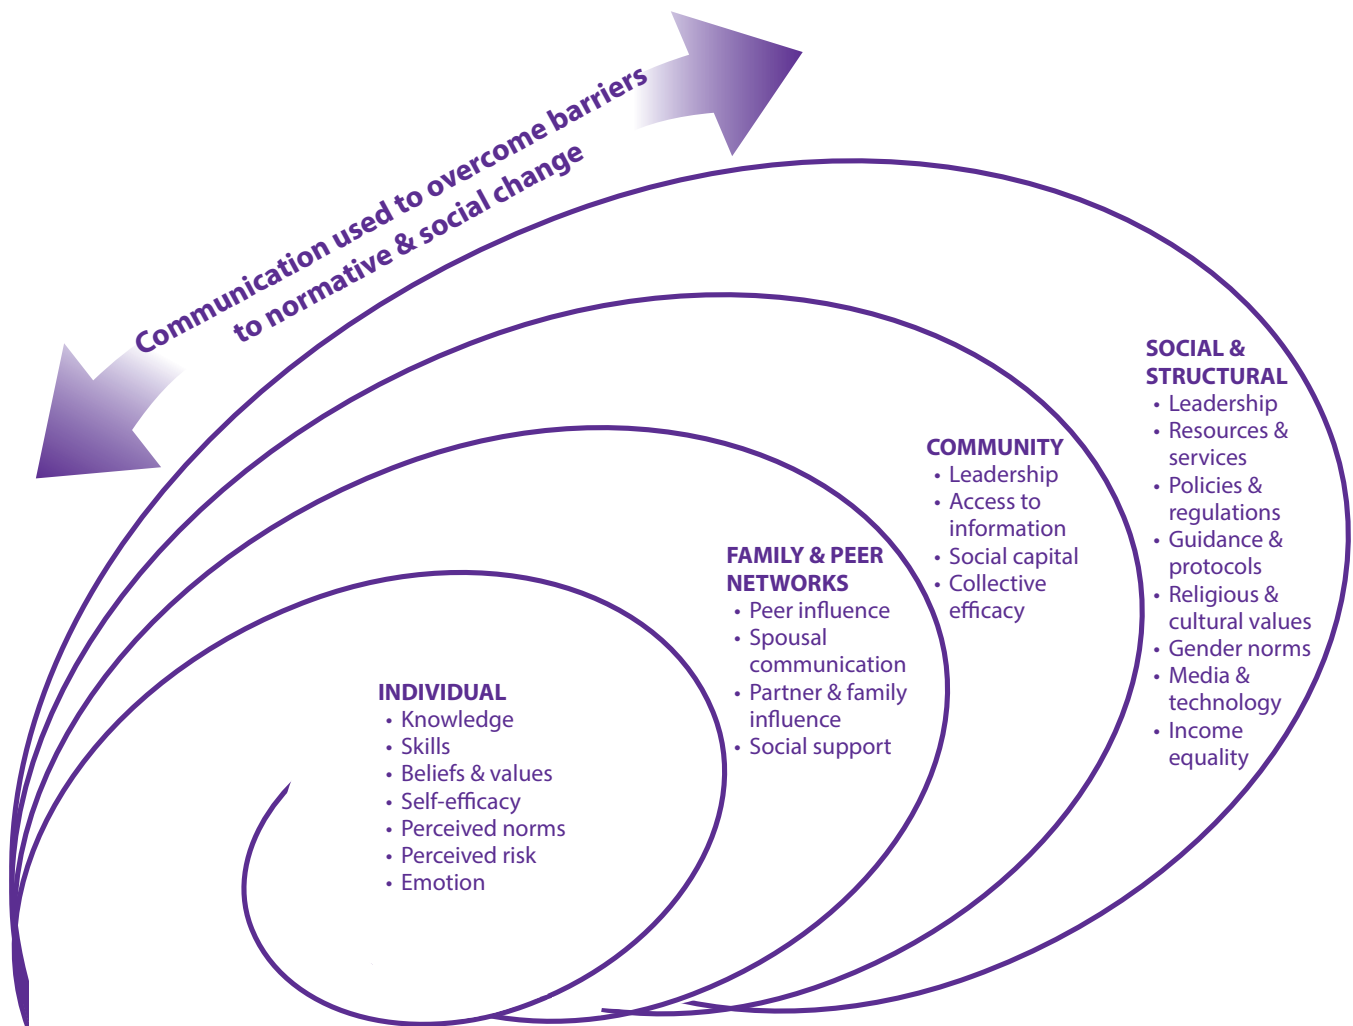 Communication used to overcome barriers
to normative & social change
INDIVIDUAL
• Knowledge
• Skills
• Beliefs & values
• Self-efficacy
• Perceived norms
• Perceived risk
• Emotion
FAMILY & PEER
NETWORKS
• Peer influence
• Spousal
communication
• Partner & family
influence
• Social support
COMMUNITY
• Leadership
• Access to
information
• Social capital
• Collective
efficacy
SOCIAL &
STRUCTURAL
• Leadership
• Resources &
services
• Policies &
regulations
• Guidance &
protocols
• Religious &
cultural values
• Gender norms
• Media &
technology
• Income
equality